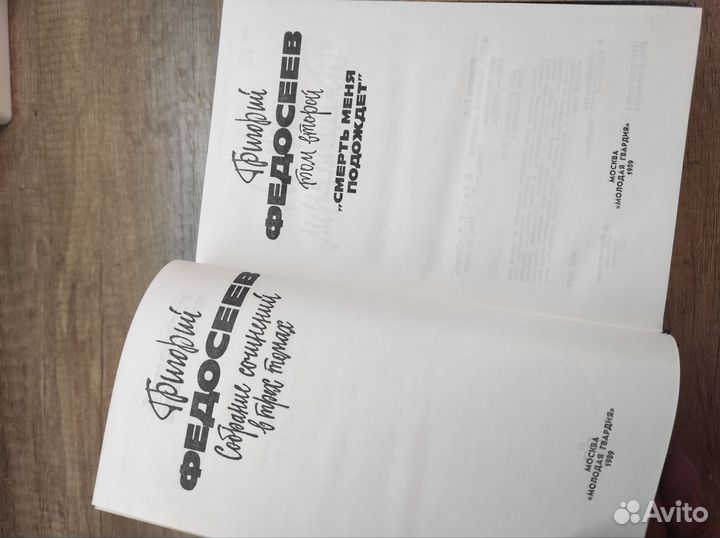 Григорий
ФЕДОСЕЕВ
Собрание сочинений
в трех томах
МОСКВА
«МОЛОДАЯ ГВАРДИЯ»
1989
Григорий
ФЕДОСЕЕВ
том второй
„СМЕРТЬ МЕНЯ
ПОДОЖДЕТ"
МОСКВА
«МОЛОДАЯ ГВАРДИЯ»
1989
Avito